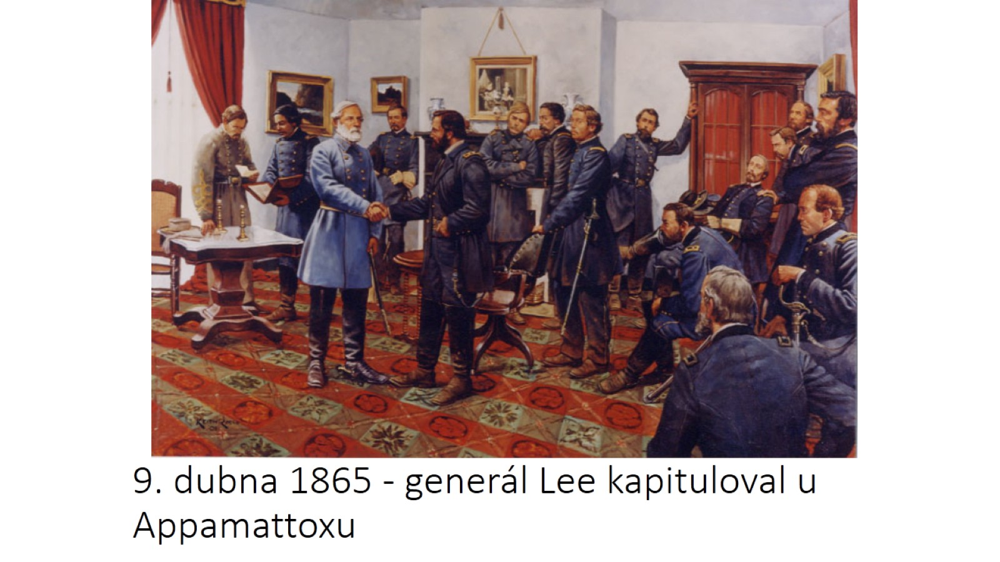 9. dubna 1865 - generál Lee kapituloval u
Appamattoxu